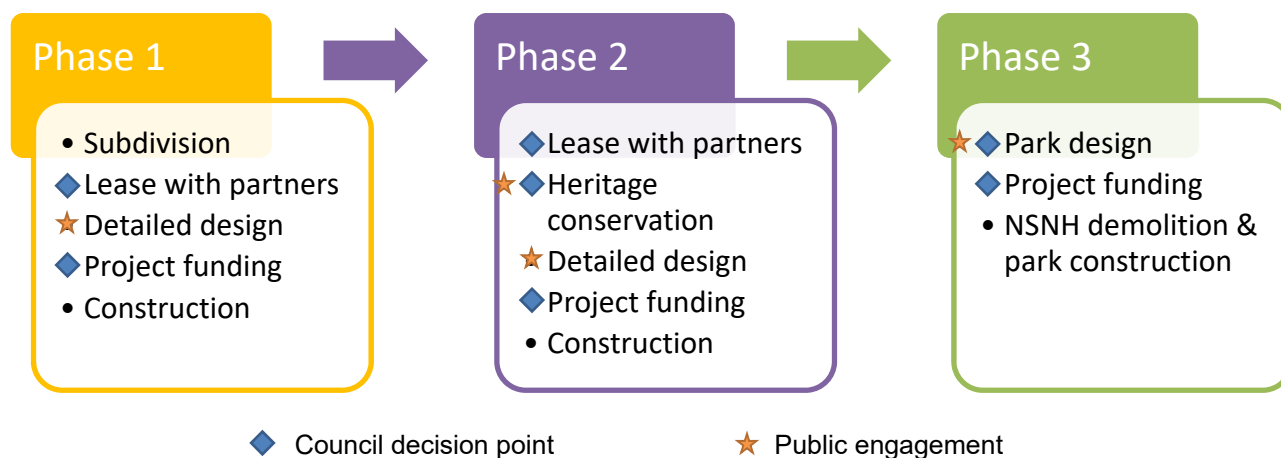 Phase 1
• Subdivision
Lease with partners
Detailed design
Project funding
• Construction
Phase 2
Lease with partners
Heritage
conservation
Detailed design
Project funding
• Construction
Phase 3
Park design
Project funding
• NSNH demolition &
park construction
Council decision point
Public engagement